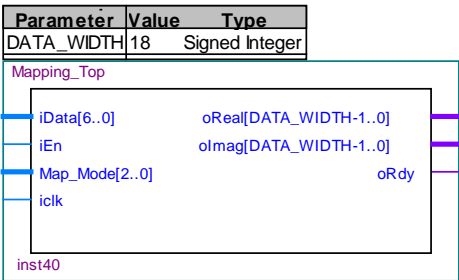 Parameter Value Type
DATA_WIDTH 18 Signed Integer
Mapping_Top
iData[6..0] oReal[DATA_WIDTH-1..0]
iEn oImag[DATA_WIDTH-1..0]
Map_Mode[2..0] oRdy
iclk
inst40